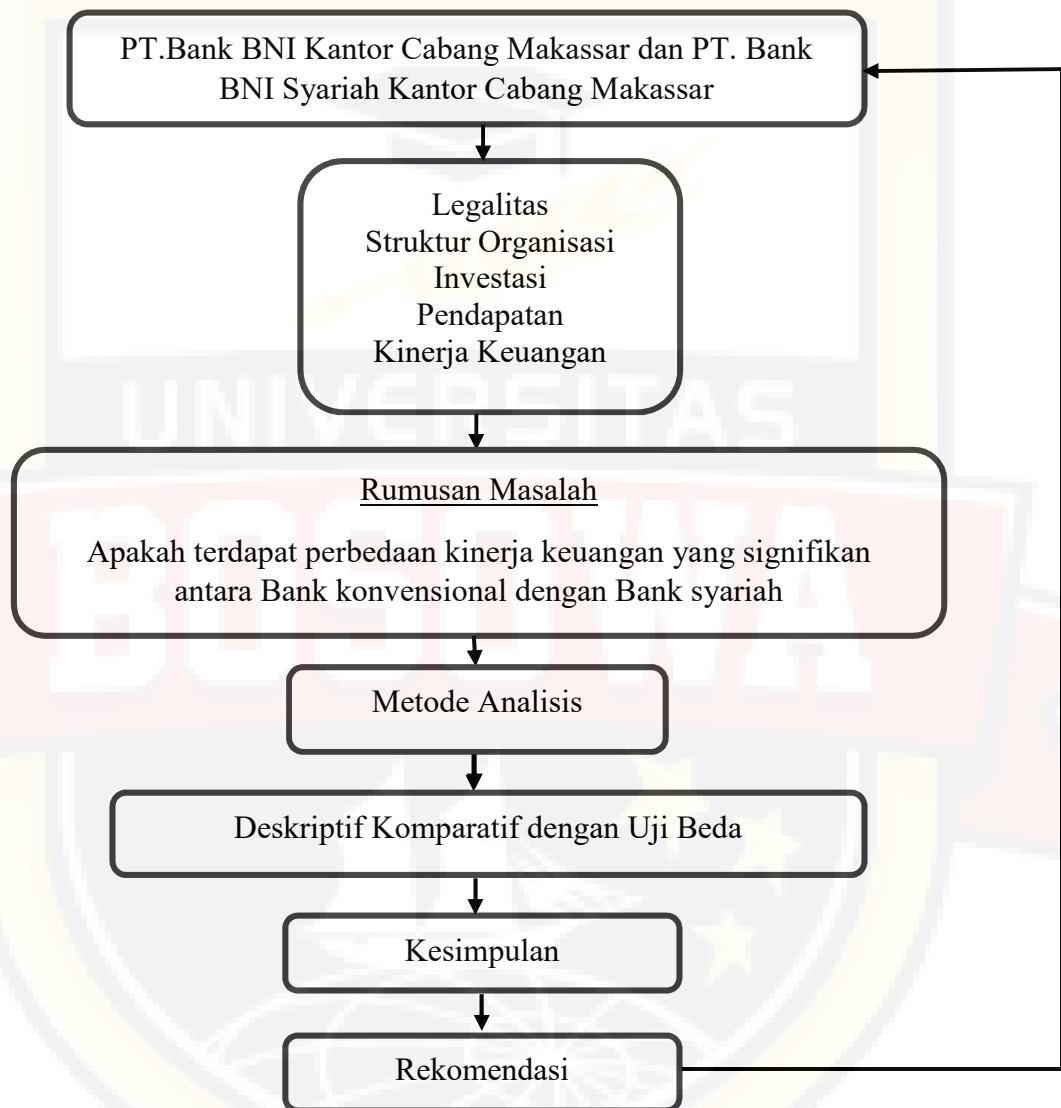 PT.Bank BNI Kantor Cabang Makassar dan PT. Bank
BNI Syariah Kantor Cabang Makassar
Legalitas
Struktur Organisasi
Investasi
Pendapatan
Kinerja Keuangan
UNIVERSITAS
Rumusan Masalah
BOSOWA
Apakah terdapat perbedaan kinerja keuangan yang signifikan
antara Bank konvensional dengan Bank syariah
Metode Analisis
Deskriptif Komparatif dengan Uji Beda
Kesimpulan
Rekomendasi